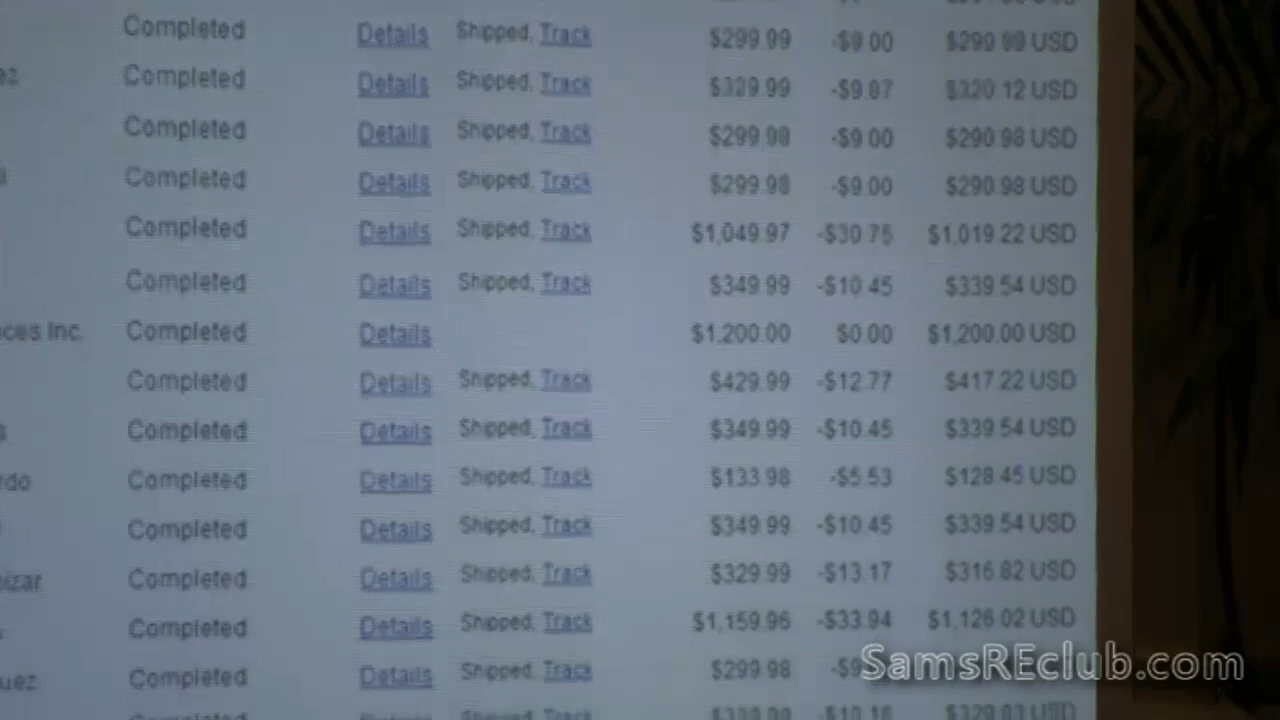 Completed Details Shipped, Track $299.99 -$9.00 $290.99 USD
Completed Details Shipped, Track $329.99 -$9.87 $320.12 USD
Completed Details Shipped, Track $299.98 -$9.00 $290.98 USD
Completed Details Shipped, Track $299.98 -$9.00 $290.98 USD
Completed Details Shipped, Track $1,049.97 -$30.75 $1,019.22 USD
Completed Details Shipped, Track $349.99 -$10.45 $339.54 USD
ces Inc. Completed Details $1,200.00 $0.00 $1,200.00 USD
Completed Details Shipped, Track $429.99 -$12.77 $417.22 USD
Completed Details Shipped, Track $349.99 -$10.45 $339.54 USD
rdo Completed Details Shipped, Track $133.98 -$5.53 $128.45 USD
Completed Details Shipped, Track $349.99 -$10.45 $339.54 USD
izar Completed Details Shipped, Track $329.99 -$13.17 $316.82 USD
Completed Details Shipped, Track $1,159.96 -$33.94 $1,126.02 USD
uez Completed Details Shipped, Track $299.98
SamsREclub.com